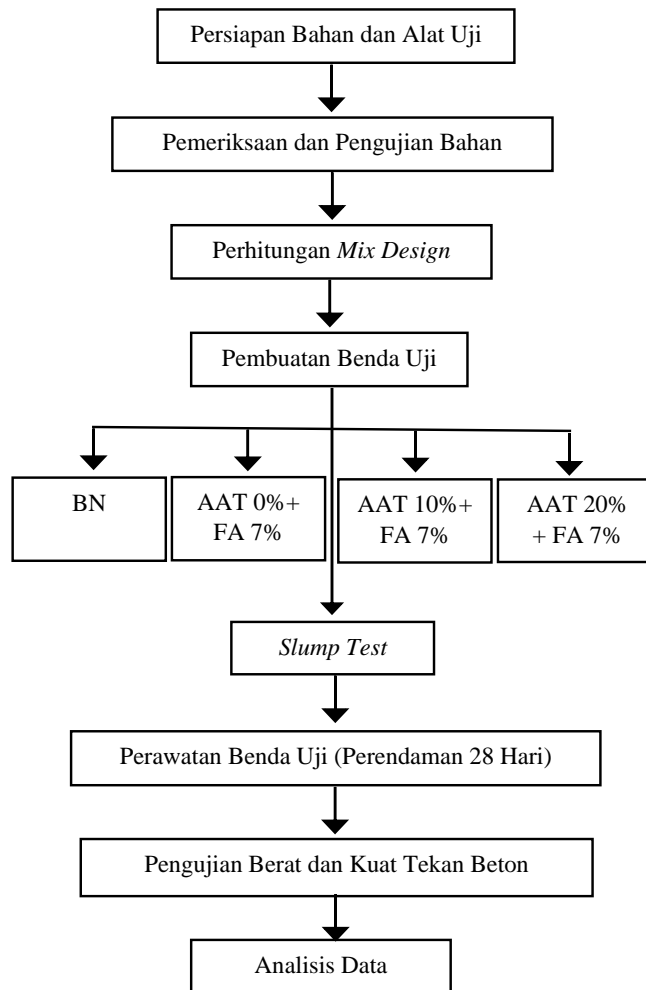 Persiapan Bahan dan Alat Uji
Pemeriksaan dan Pengujian Bahan
Perhitungan Mix Design
Pembuatan Benda Uji
BN
AAT 0%+
FA 7%
AAT 10%+
FA 7%
AAT 20%
+ FA 7%
Slump Test
Perawatan Benda Uji (Perendaman 28 Hari)
Pengujian Berat dan Kuat Tekan Beton
Analisis Data